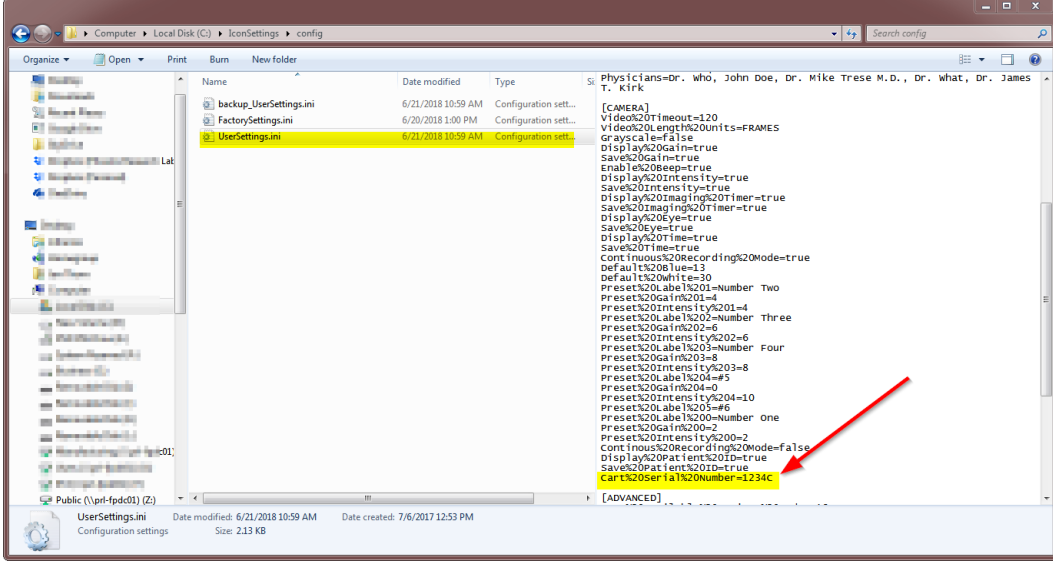 Computer ▸ Local Disk (C:) ▸ IconSettings ▸ config
Search config
Organize Open Print Burn New folder
Name Date modified Type Si
backup_UserSettings.ini 6/21/2018 10:59 AM Configuration sett...
FactorySettings.ini 6/20/2018 1:00 PM Configuration sett...
UserSettings.ini 6/21/2018 10:59 AM Configuration sett...
Lab
Public (\\prl-fpdc01) (Z:)
Physicians=Dr. Who, John Doe, Dr. Mike Trese M.D., Dr. What, Dr. James
T. Kirk
[CAMERA]
Video%20Timeout=120
Video%20Length%20Units=FRAMES
Grayscale=false
Display%20Gain=true
Save%20Gain=true
Enable%20Beep=true
Display%20Intensity=true
Save%20Intensity=true
Display%20Imaging%20Timer=true
Save%20Imaging%20Timer=true
Display%20Eye=true
Save%20Eye=true
Display%20Time=true
Save%20Time=true
Continuous%20Recording%20Mode=true
Default%20Blue=13
Default%20White=30
Preset%20Label%201=Number Two
Preset%20Gain%201=4
Preset%20Intensity%201=4
Preset%20Label%202=Number Three
Preset%20Gain%202=6
Preset%20Intensity%202=6
Preset%20Label%203=Number Four
Preset%20Gain%203=8
Preset%20Intensity%203=8
Preset%20Label%204=#5
Preset%20Gain%204=0
Preset%20Intensity%204=10
Preset%20Label%205=#6
Preset%20Label%200=Number One
Preset%20Gain%200=2
Preset%20Intensity%200=2
Continous%20Recording%20Mode=false
Display%20Patient%20ID=true
Save%20Patient%20ID=true
Cart%20Serial%20Number=1234C
[ADVANCED]
UserSettings.ini Date modified: 6/21/2018 10:59 AM Date created: 7/6/2017 12:53 PM
Configuration settings Size: 2.13 KB